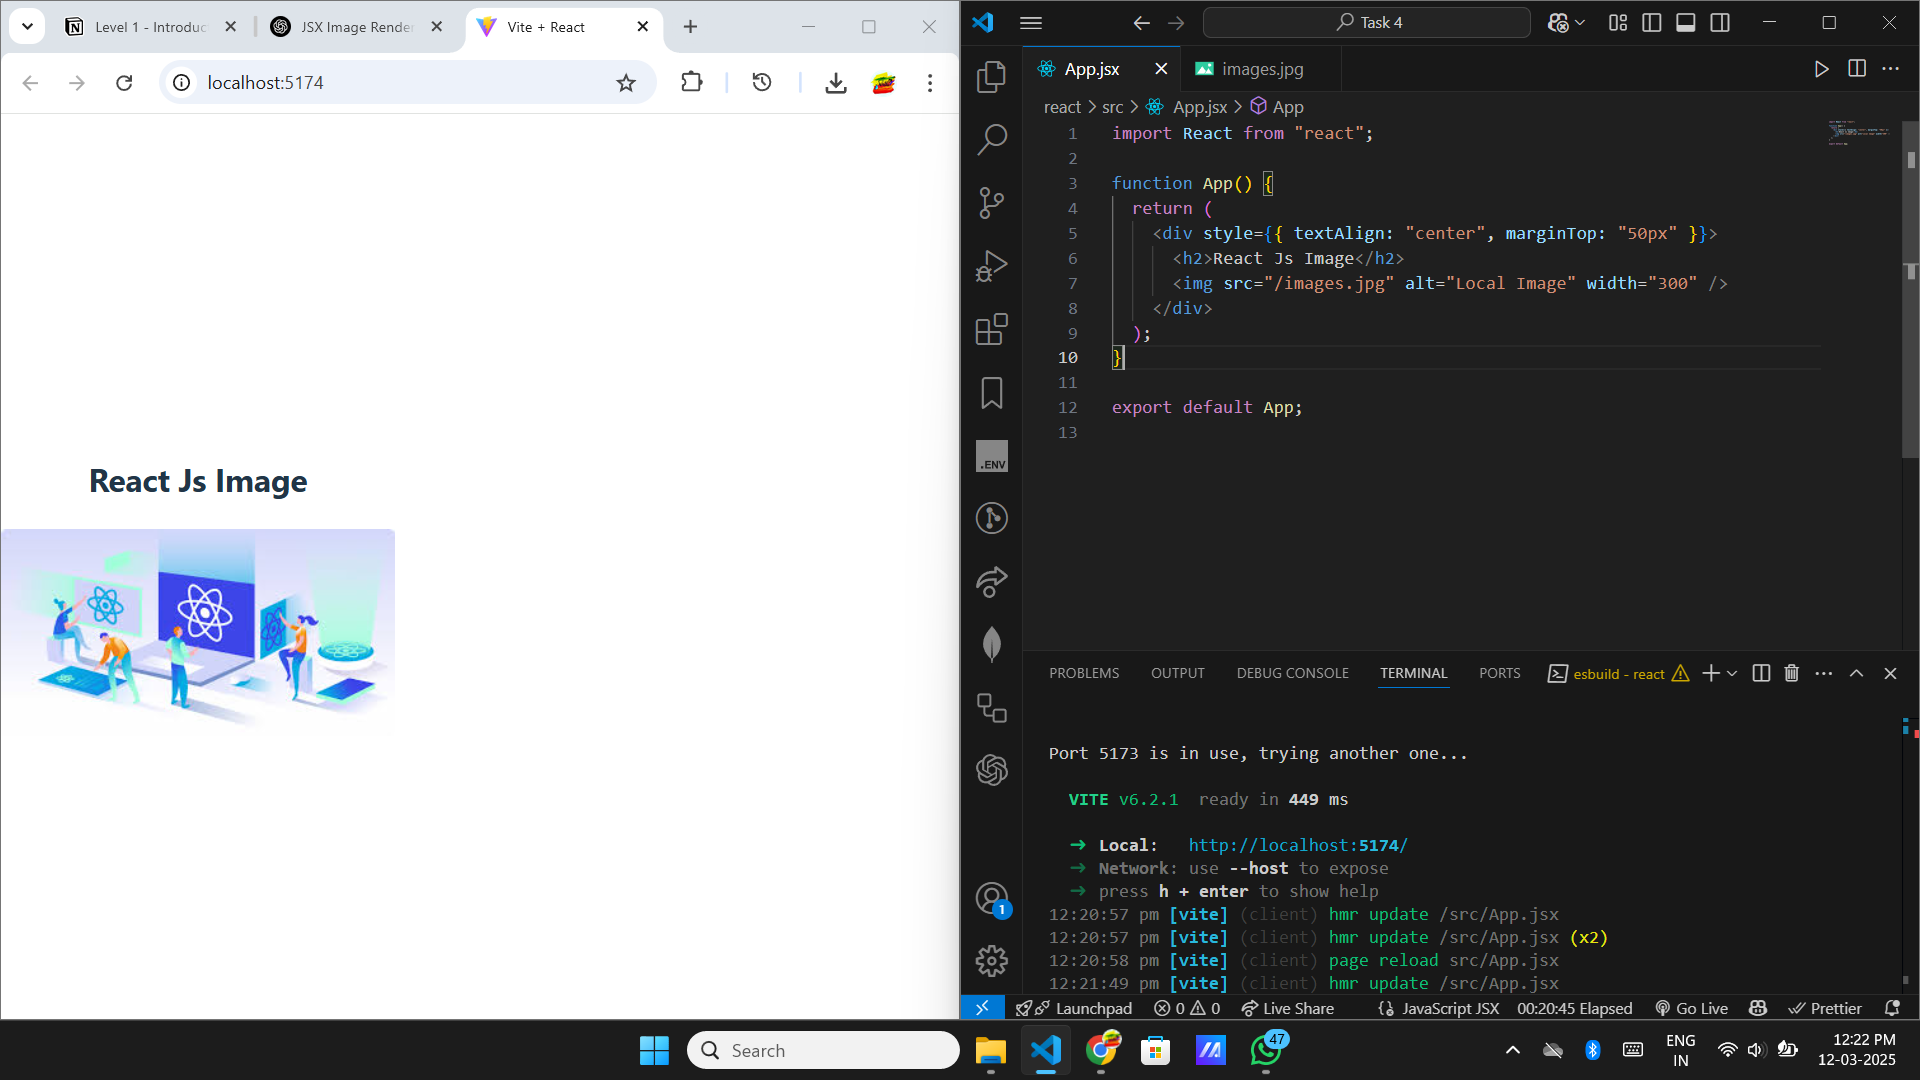 Level 1 - Introduc
JSX Image Render
Vite + React
localhost:5174
React Js Image
Task 4
App.jsx
images.jpg
react > src > App.jsx > App
1 import React from "react";
2
3 function App() {
4 return (
5 <div style={{ textAlign: "center", marginTop: "50px" }}>
6 <h2>React Js Image</h2>
7 <img src="/images.jpg" alt="Local Image" width="300" />
8 </div>
9 );
10 }
11
12 export default App;
13
.ENV
1
PROBLEMS OUTPUT DEBUG CONSOLE TERMINAL PORTS esbuild - react
Port 5173 is in use, trying another one...
VITE v6.2.1 ready in 449 ms
➜ Local: http://localhost:5174/
➜ Network: use --host to expose
➜ press h + enter to show help
12:20:57 pm [vite] (client) hmr update /src/App.jsx
12:20:57 pm [vite] (client) hmr update /src/App.jsx (x2)
12:20:58 pm [vite] (client) page reload src/App.jsx
12:21:49 pm [vite] (client) hmr update /src/App.jsx
Launchpad 0 0 Live Share {} JavaScript JSX 00:20:45 Elapsed Go Live Prettier
Search
47
ENG
IN
12:22 PM
12-03-2025